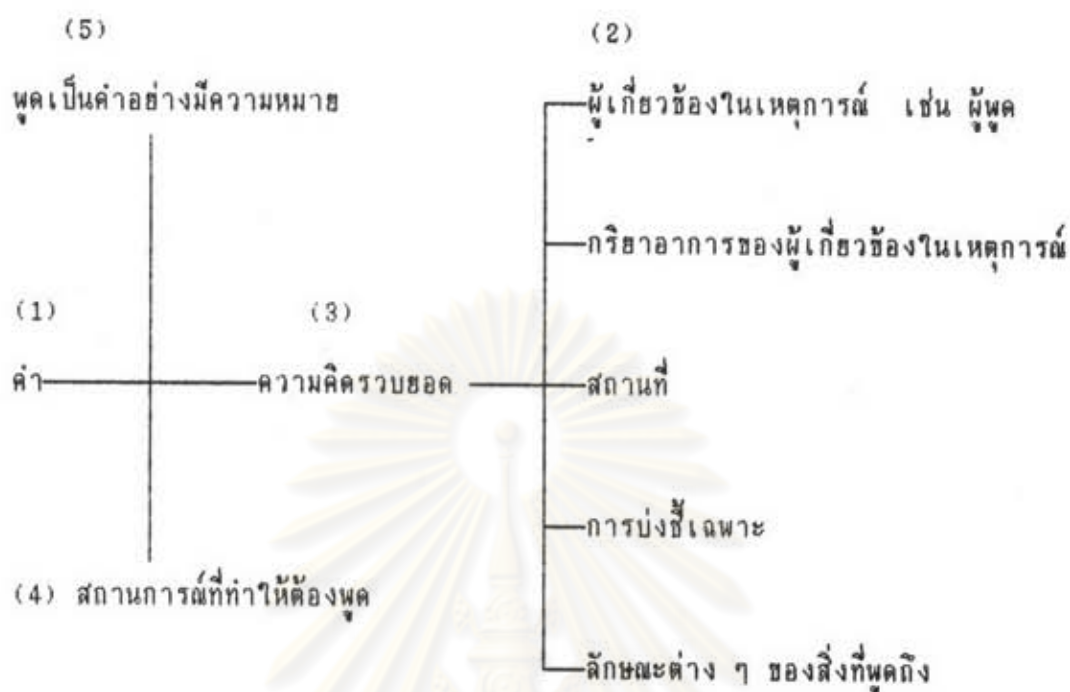 (5) (2)
พูดเป็นคำอย่างมีความหมาย ผู้เกี่ยวข้องในเหตุการณ์ เช่น ผู้พูด
กริยาอาการของผู้เกี่ยวข้องในเหตุการณ์
(1) (3)
คำ ความคิดรวบยอด สถานที่
การบ่งชี้เฉพาะ
(4) สถานการณ์ที่ทำให้ต้องพูด
ลักษณะต่าง ๆ ของสิ่งที่พูดถึง